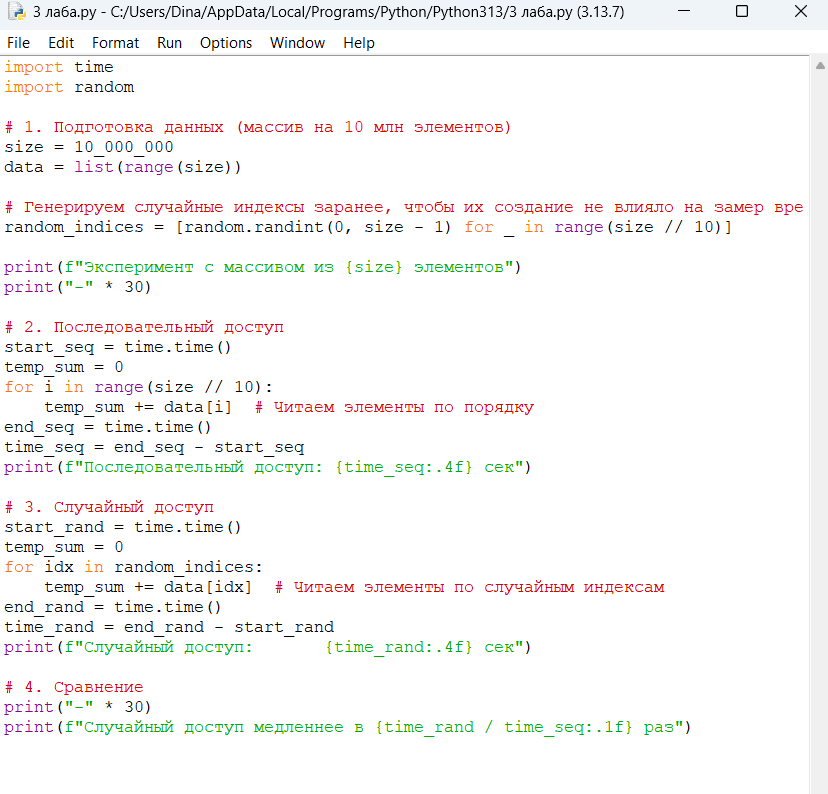 3 лаба.py - C:/Users/Dina/AppData/Local/Programs/Python/Python313/3 лаба.py (3.13.7)
File Edit Format Run Options Window Help
import time
import random

# 1. Подготовка данных (массив на 10 млн элементов)
size = 10_000_000
data = list(range(size))

# Генерируем случайные индексы заранее, чтобы их создание не влияло на замер вре
random_indices = [random.randint(0, size - 1) for _ in range(size // 10)]

print(f"Эксперимент с массивом из {size} элементов")
print("-" * 30)

# 2. Последовательный доступ
start_seq = time.time()
temp_sum = 0
for i in range(size // 10):
    temp_sum += data[i]  # Читаем элементы по порядку
end_seq = time.time()
time_seq = end_seq - start_seq
print(f"Последовательный доступ: {time_seq:.4f} сек")

# 3. Случайный доступ
start_rand = time.time()
temp_sum = 0
for idx in random_indices:
    temp_sum += data[idx]  # Читаем элементы по случайным индексам
end_rand = time.time()
time_rand = end_rand - start_rand
print(f"Случайный доступ:       {time_rand:.4f} сек")

# 4. Сравнение
print("-" * 30)
print(f"Случайный доступ медленнее в {time_rand / time_seq:.1f} раз")